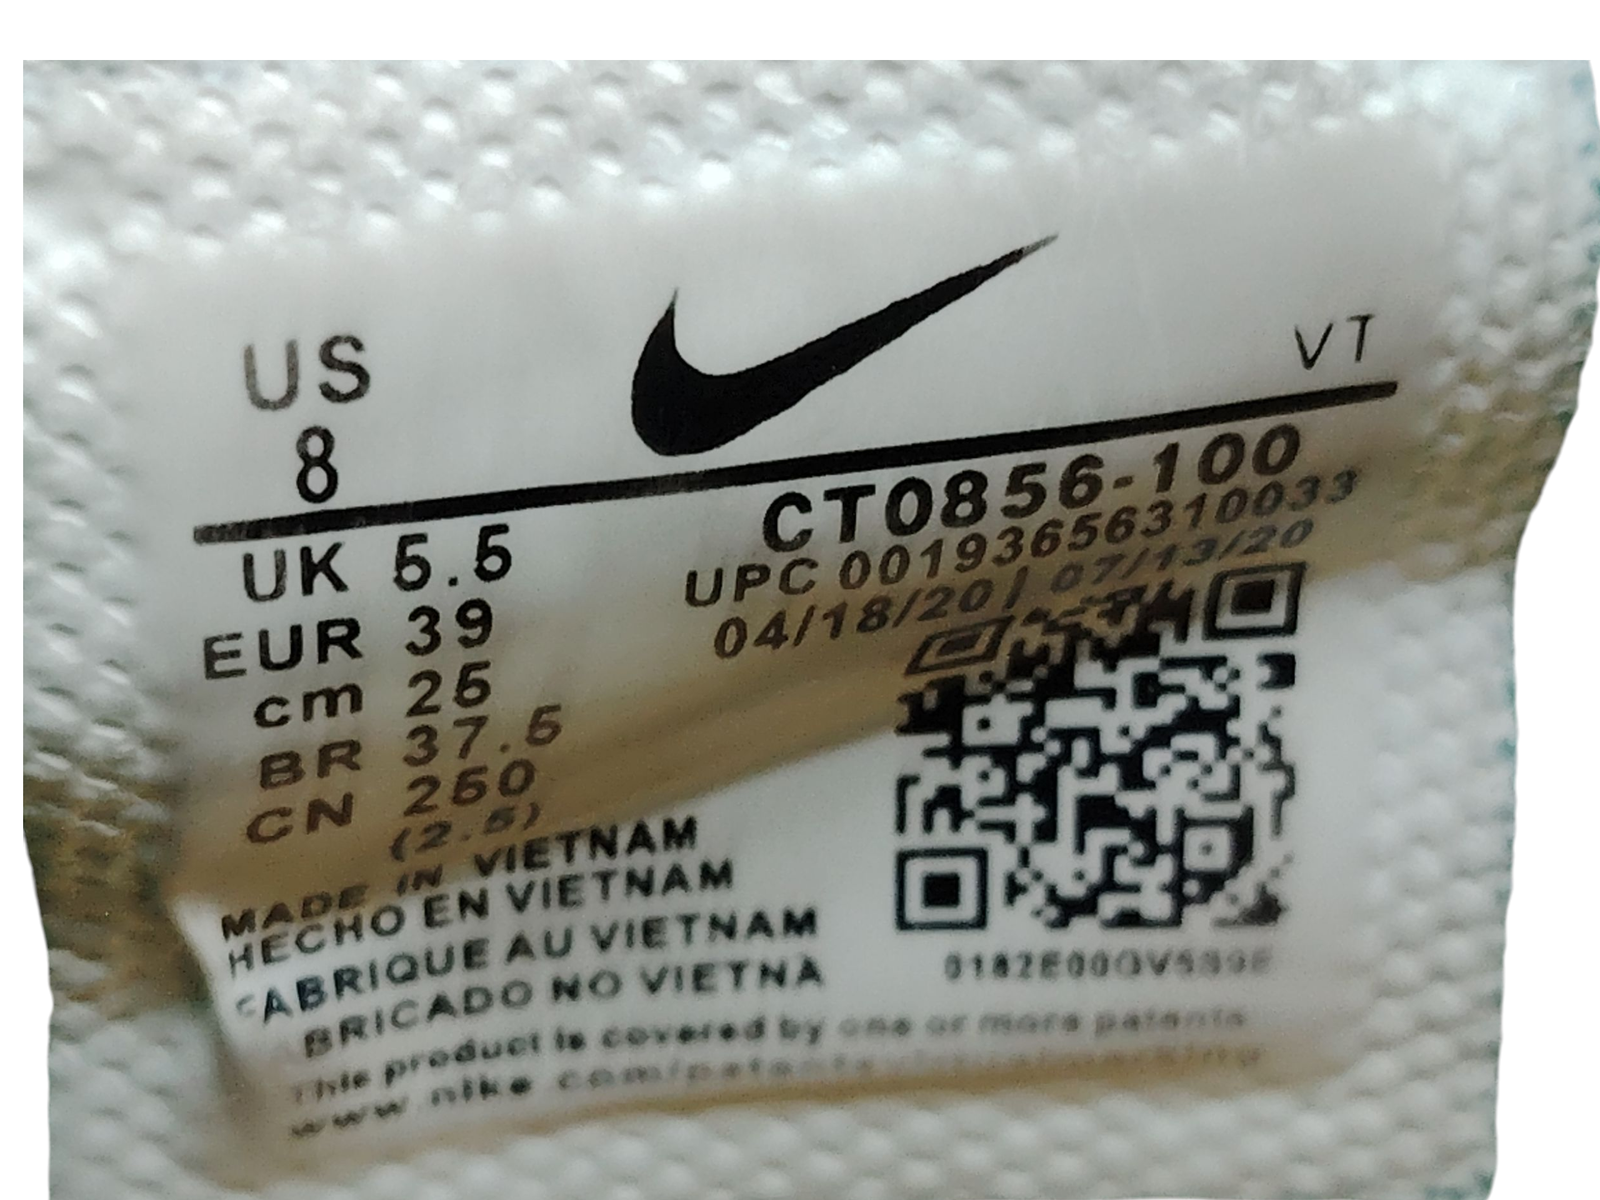 US
8
VT
UK 5.5
EUR 39
cm 25
BR 37.5
CN 250
(2.5)
CT0856-100
UPC 00193656310033
04/18/20 / 07/13/20
MADE IN VIETNAM
HECHO EN VIETNAM
FABRIQUE AU VIETNAM
BRICADO NO VIETNÃ
This product is covered by one or more patents